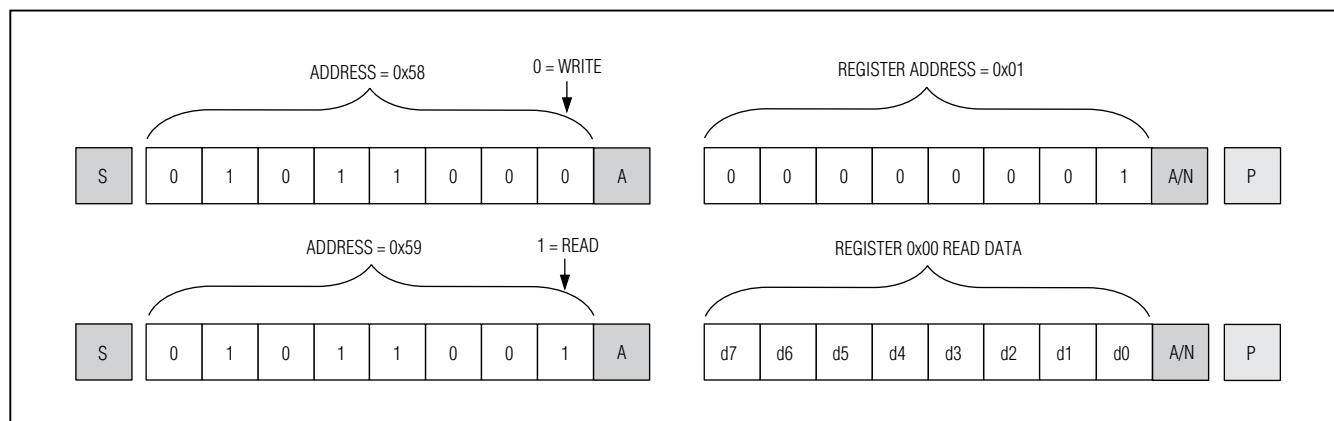 ADDRESS = 0x58 0 = WRITE REGISTER ADDRESS = 0x01
S 0 1 0 1 1 0 0 0 A 0 0 0 0 0 0 0 1 A/N P
ADDRESS = 0x59 1 = READ REGISTER 0x00 READ DATA
S 0 1 0 1 1 0 0 1 A d7 d6 d5 d4 d3 d2 d1 d0 A/N P